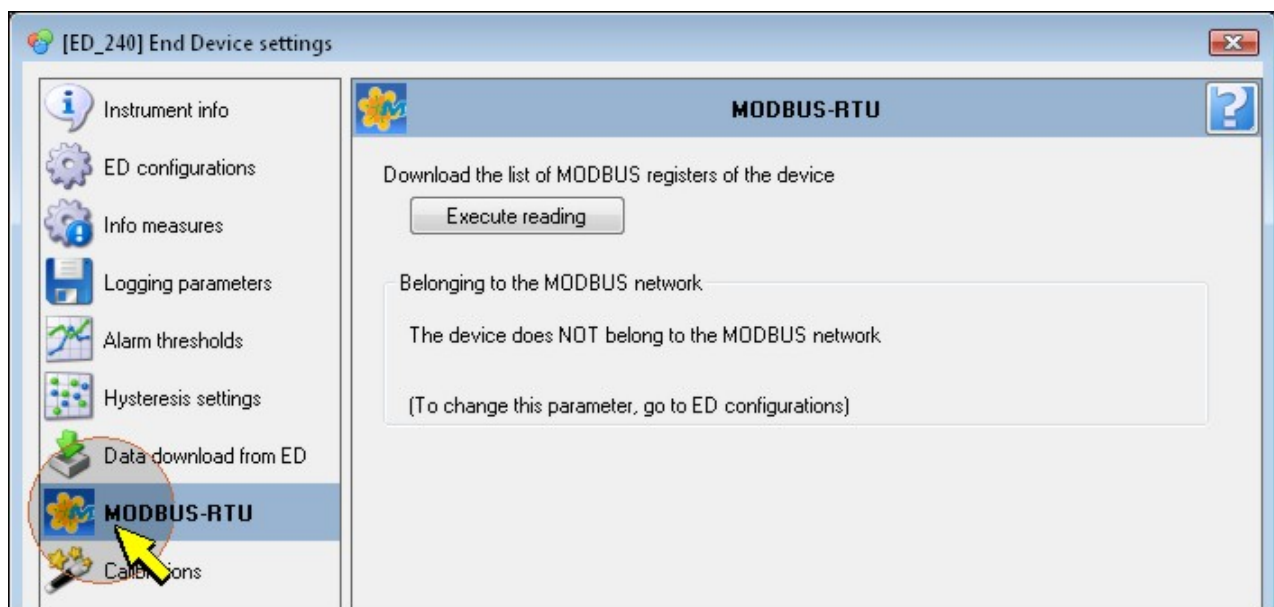 [ED_240] End Device settings
Instrument info
ED configurations
Info measures
Logging parameters
Alarm thresholds
Hysteresis settings
Data download from ED
MODBUS-RTU
Calibrations
MODBUS-RTU
Download the list of MODBUS registers of the device
Execute reading
Belonging to the MODBUS network
The device does NOT belong to the MODBUS network
(To change this parameter, go to ED configurations)